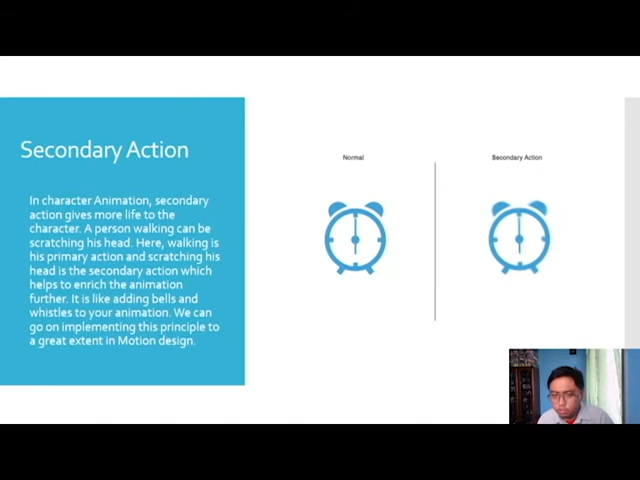 Secondary Action
In character Animation, secondary
action gives more life to the
character. A person walking can be
scratching his head. Here, walking is
his primary action and scratching his
head is the secondary action which
helps to enrich the animation
further. It is like adding bells and
whistles to your animation. We can
go on implementing this principle to
a great extent in Motion design.
Normal
Secondary Action